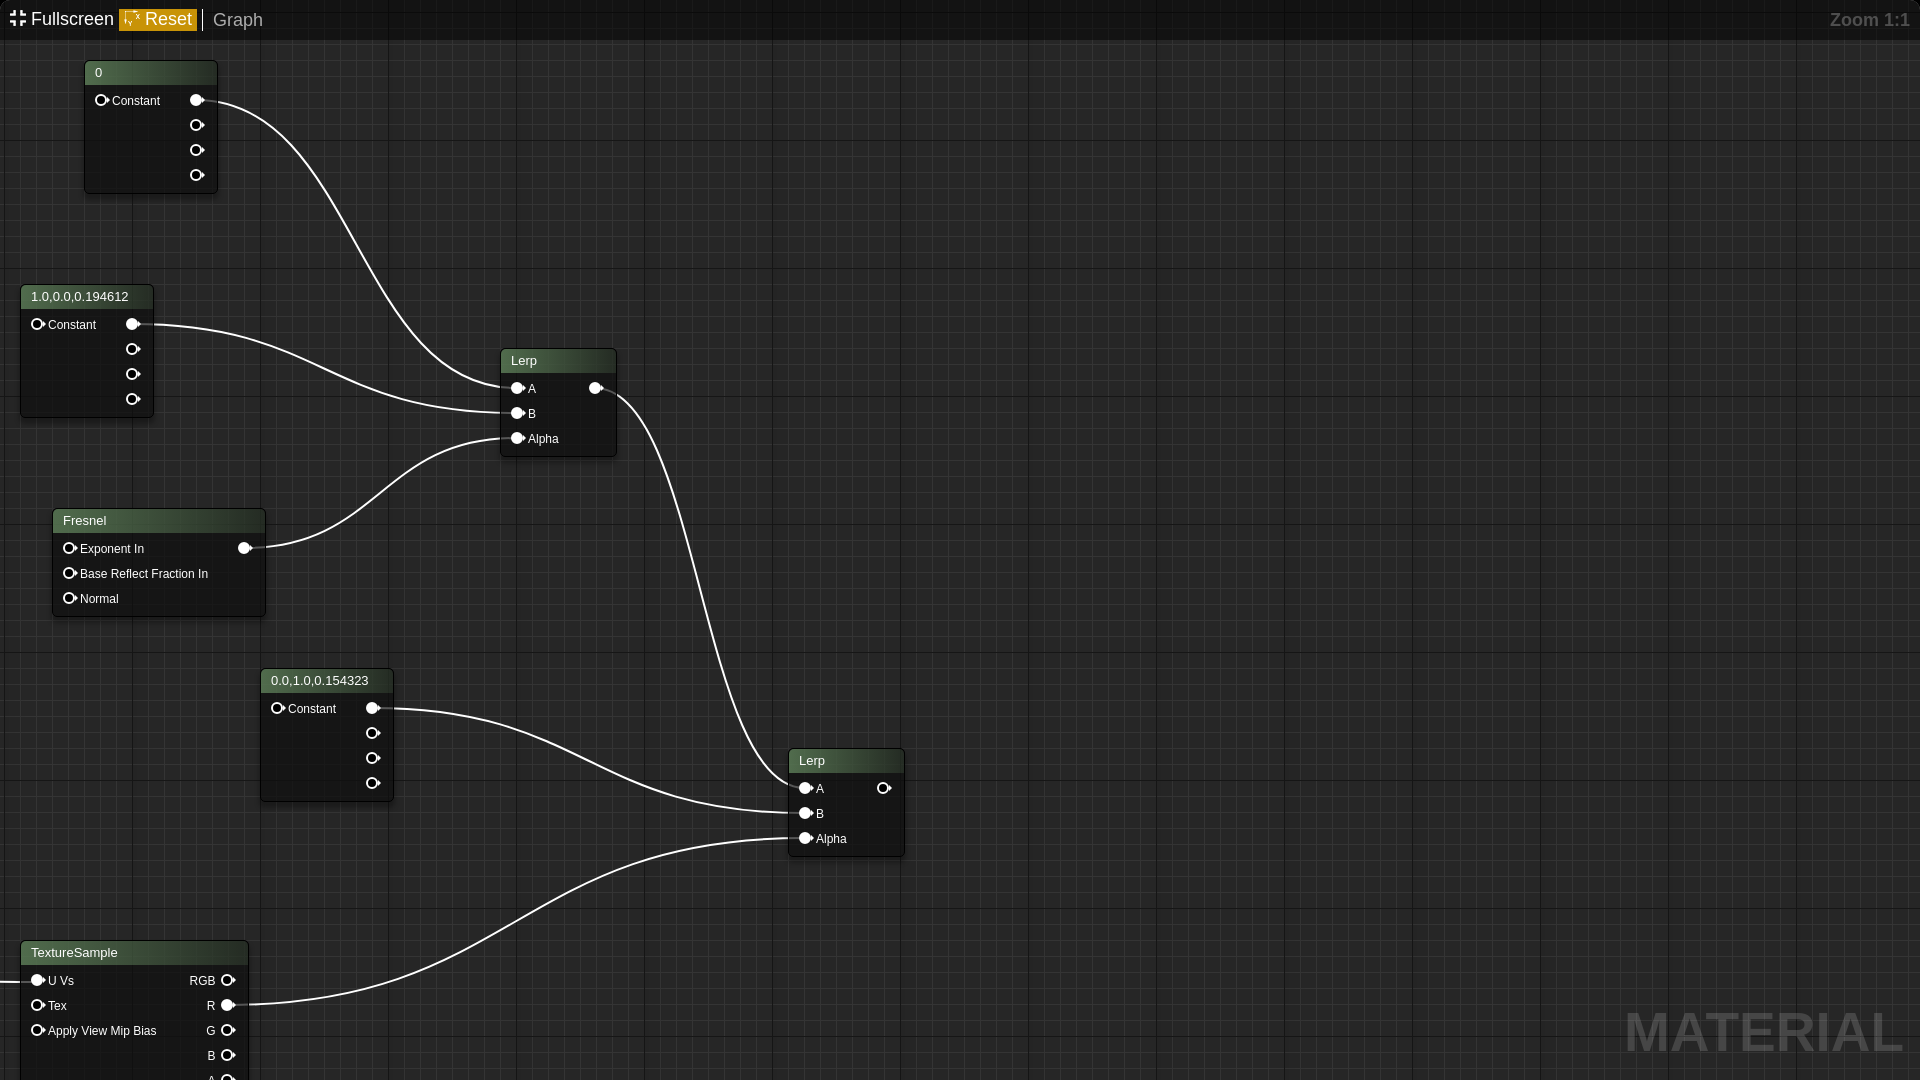 Fullscreen Reset Graph
Zoom 1:1
0
Constant
1.0,0.0,0.194612
Constant
Lerp
A
B
Alpha
Fresnel
Exponent In
Base Reflect Fraction In
Normal
0.0,1.0,0.154323
Constant
Lerp
A
B
Alpha
TextureSample
U Vs RGB
Tex R
Apply View Mip Bias G
B
A
MATERIAL